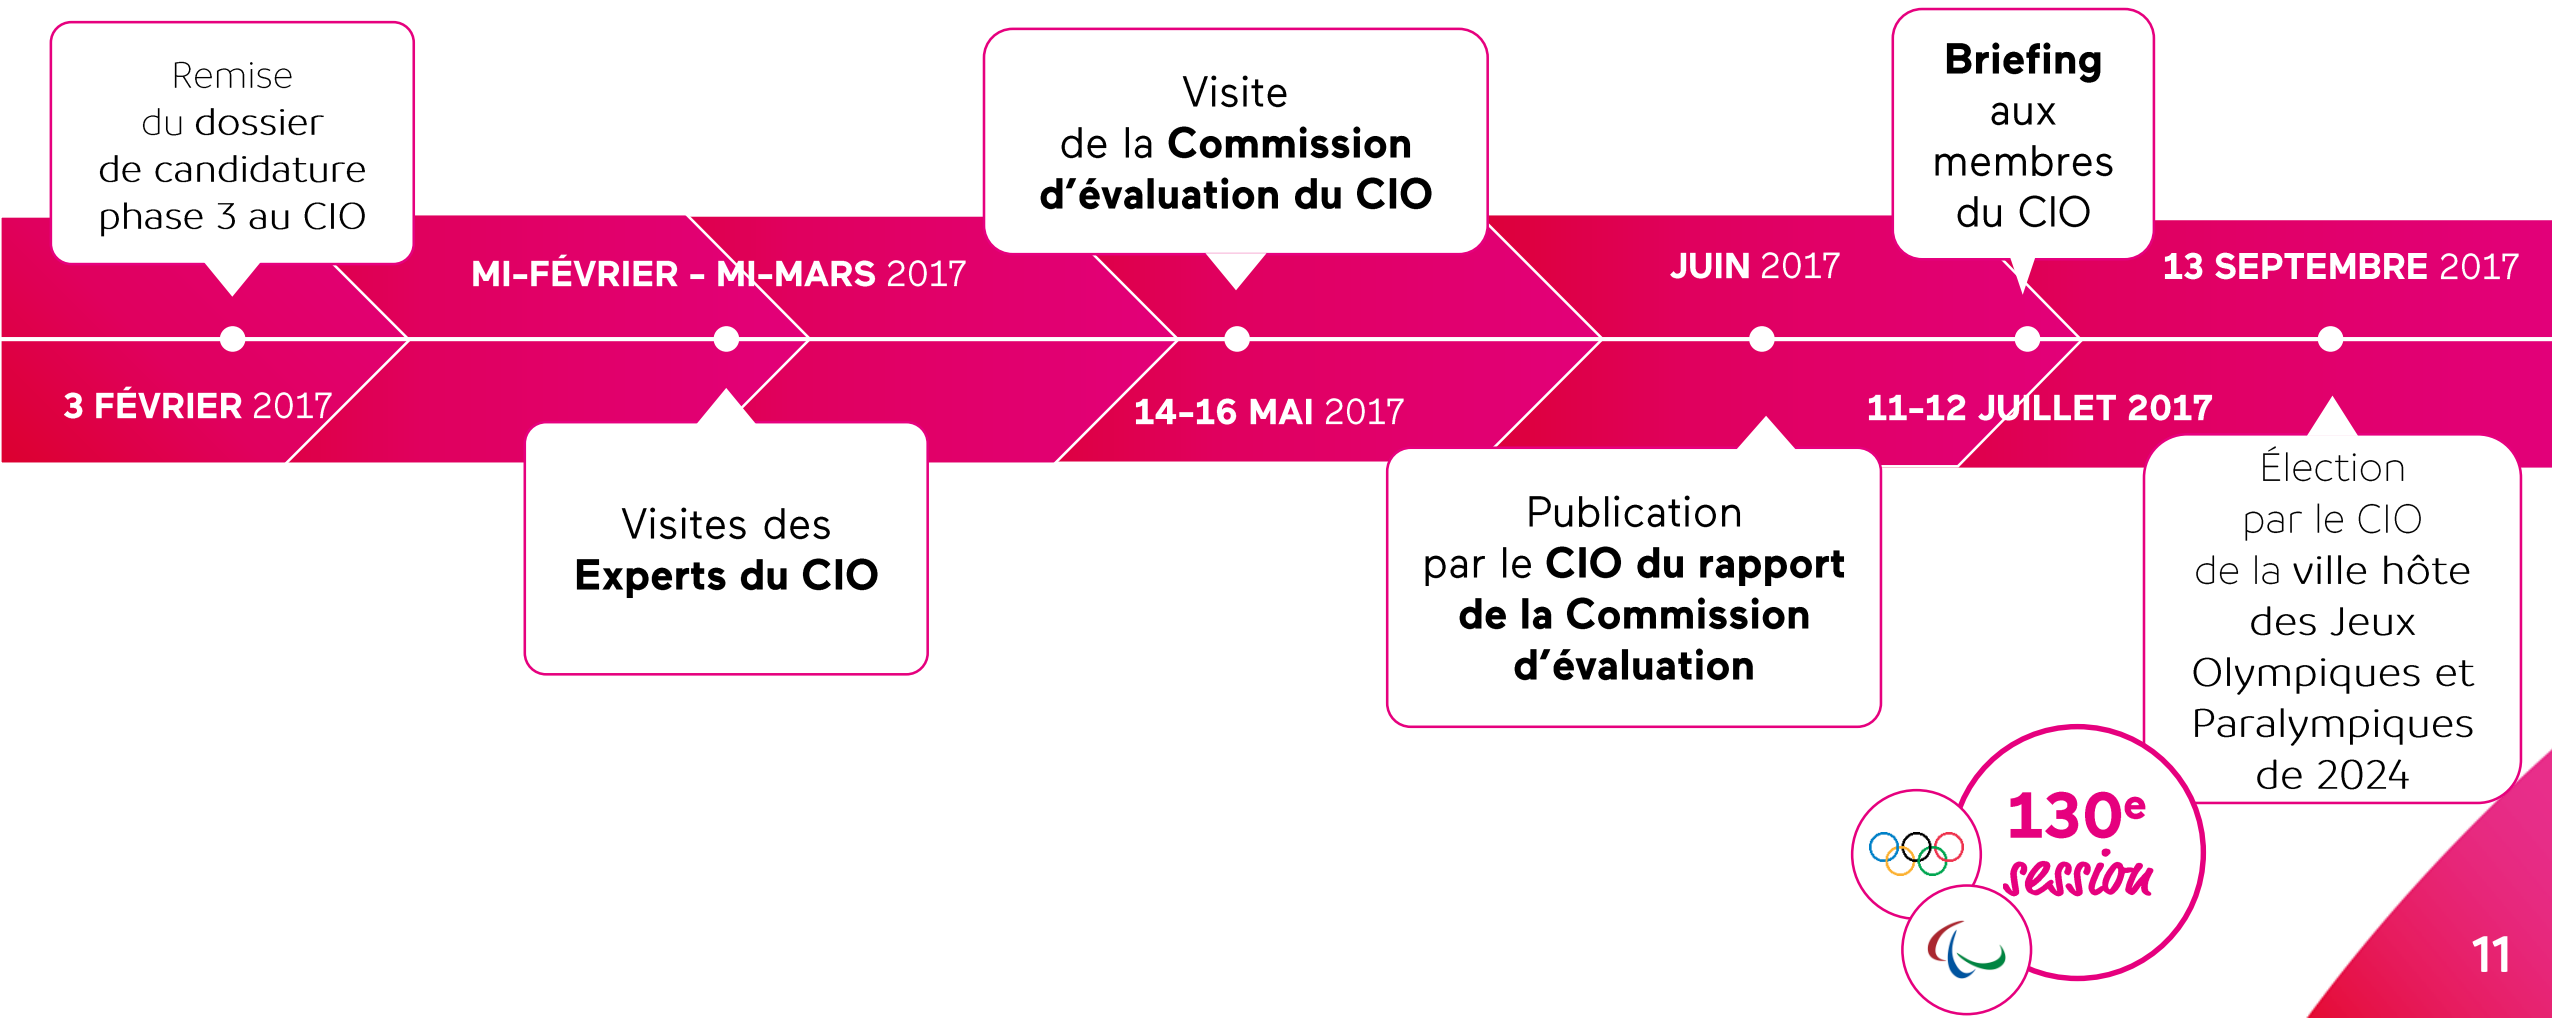 Remise
du dossier
de candidature
phase 3 au CIO
3 FÉVRIER 2017
MI-FÉVRIER - MI-MARS 2017
Visites des
Experts du CIO
Visite
de la Commission
d’évaluation du CIO
14-16 MAI 2017
JUIN 2017
Publication
par le CIO du rapport
de la Commission
d’évaluation
Briefing
aux
membres
du CIO
11-12 JUILLET 2017
13 SEPTEMBRE 2017
Élection
par le CIO
de la ville hôte
des Jeux
Olympiques et
Paralympiques
de 2024
130e
session
11